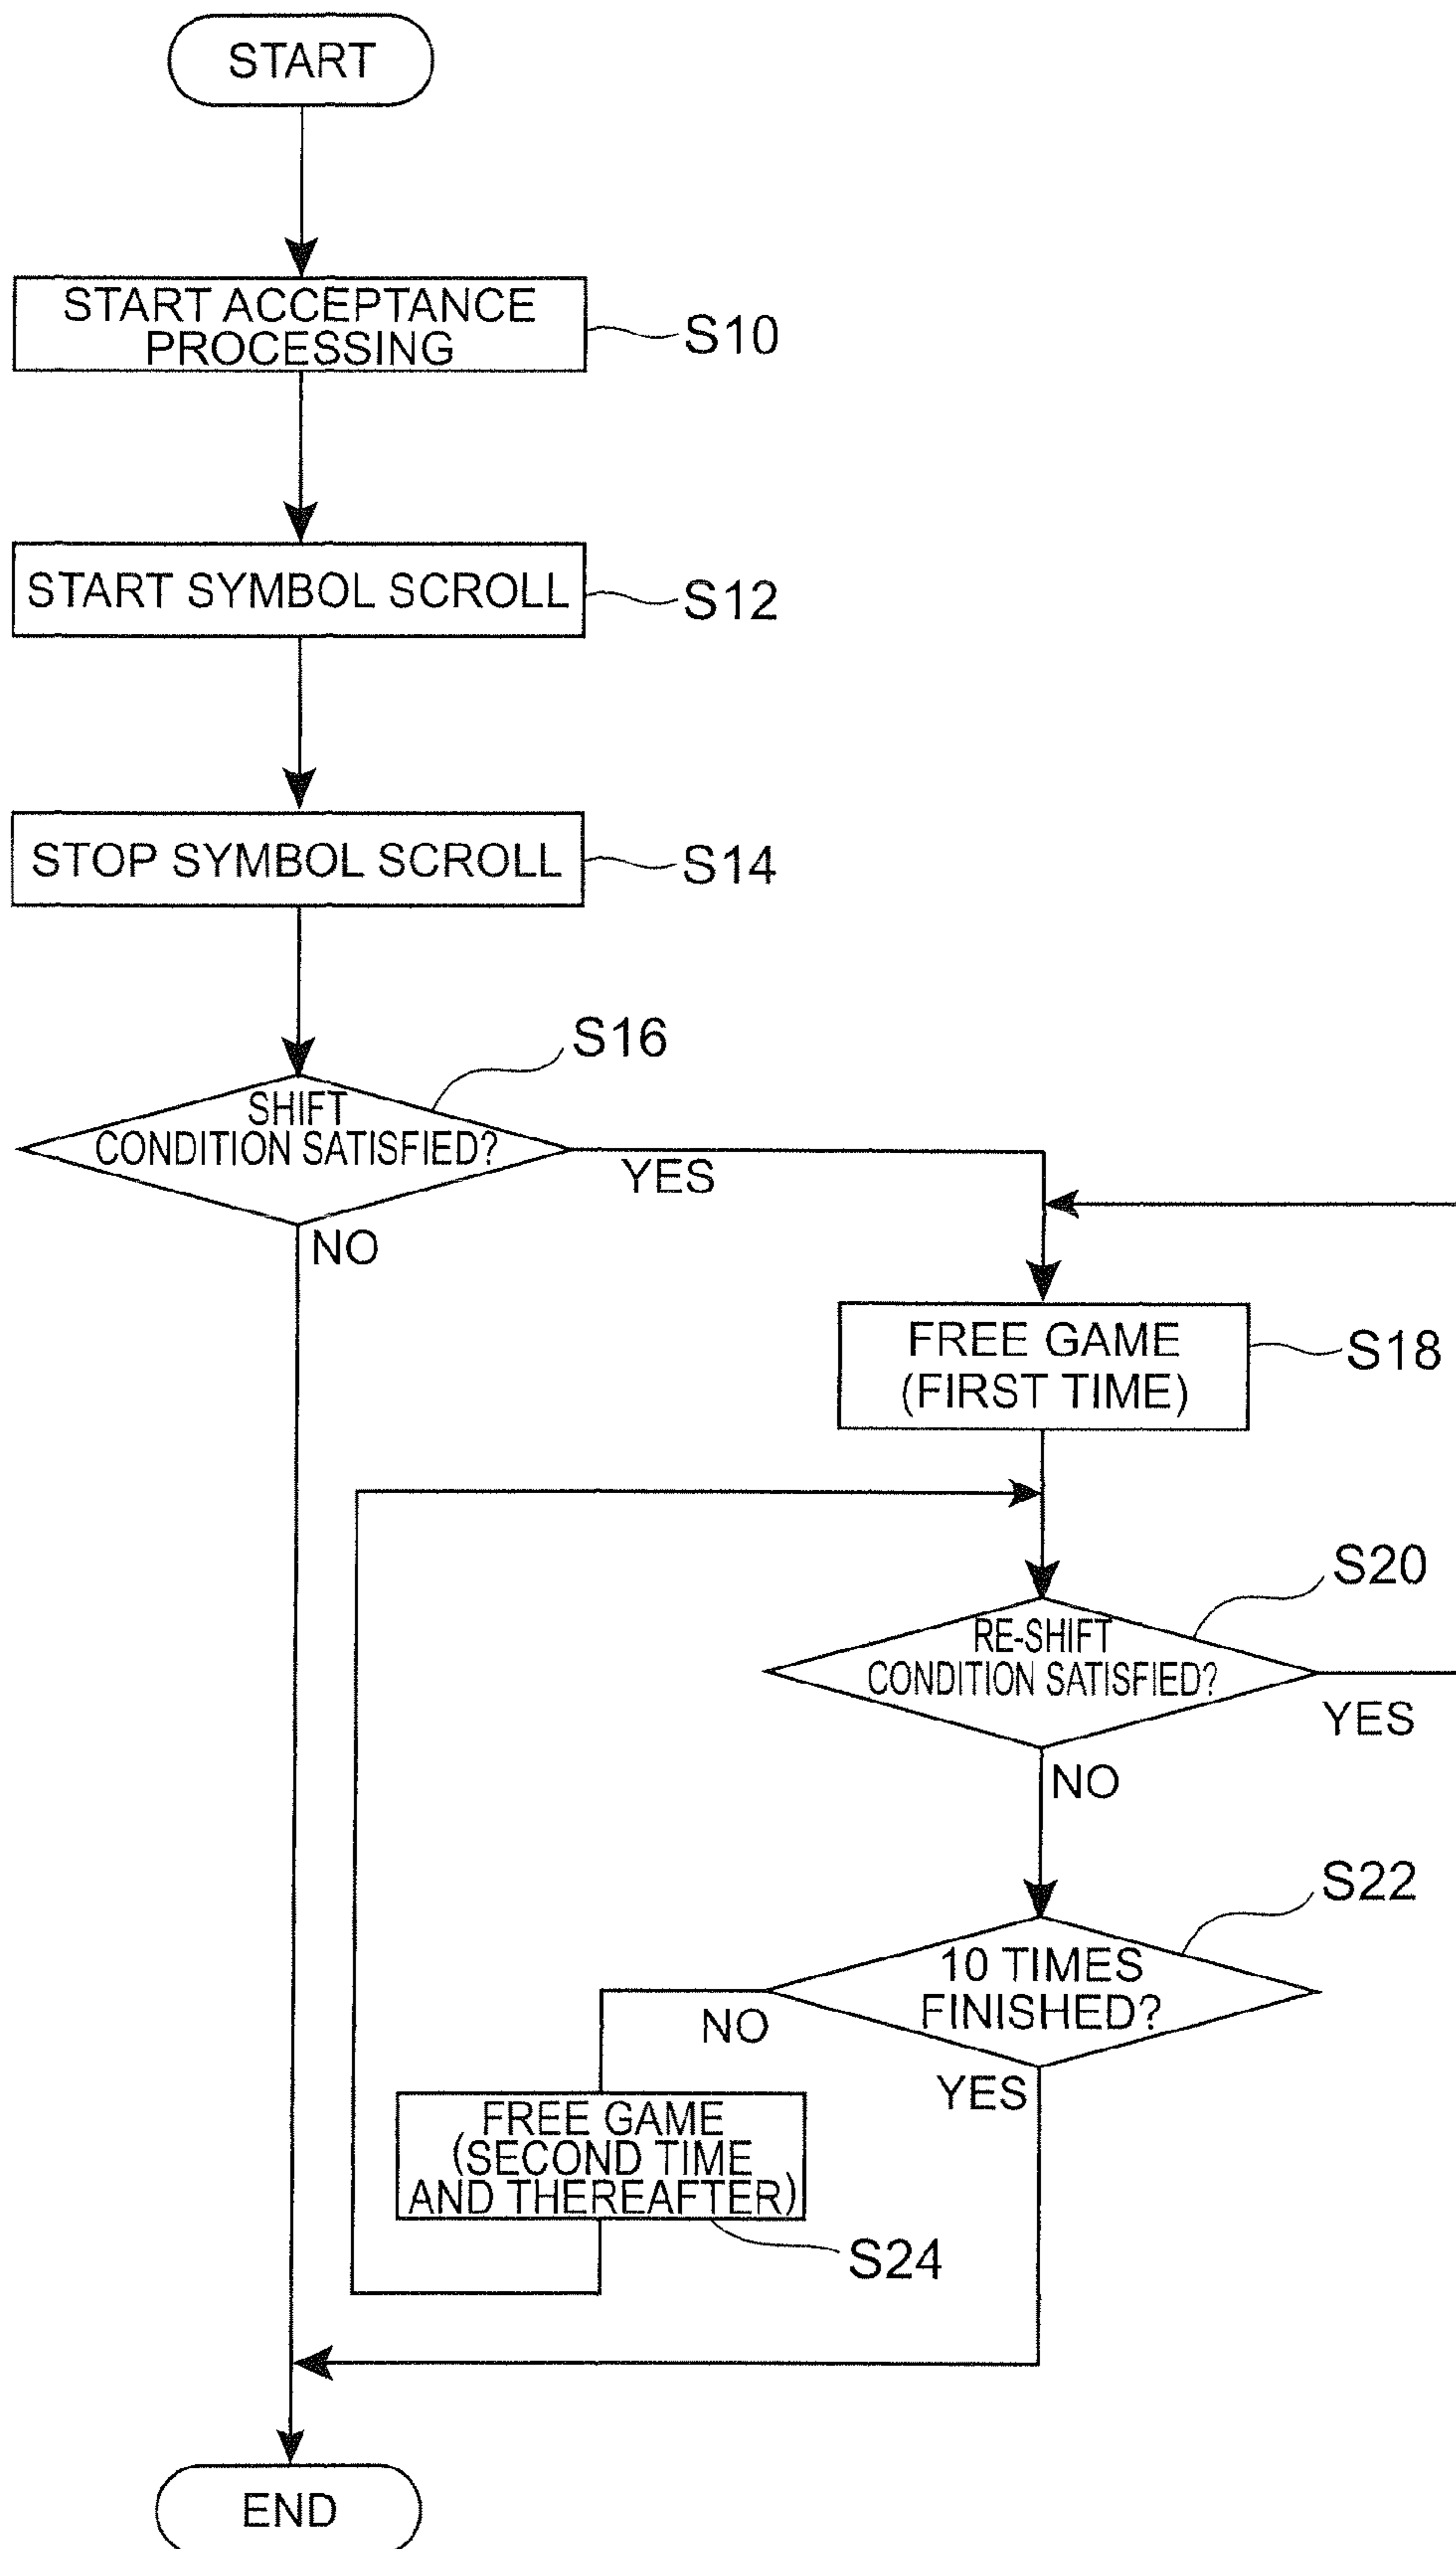 START
START ACCEPTANCE
PROCESSING
S10
START SYMBOL SCROLL
S12
STOP SYMBOL SCROLL
S14
S16
SHIFT
CONDITION SATISFIED?
YES
NO
FREE GAME
(FIRST TIME)
S18
S20
RE-SHIFT
CONDITION SATISFIED?
YES
NO
S22
10 TIMES
FINISHED?
NO
YES
FREE GAME
(SECOND TIME
AND THEREAFTER)
S24
END